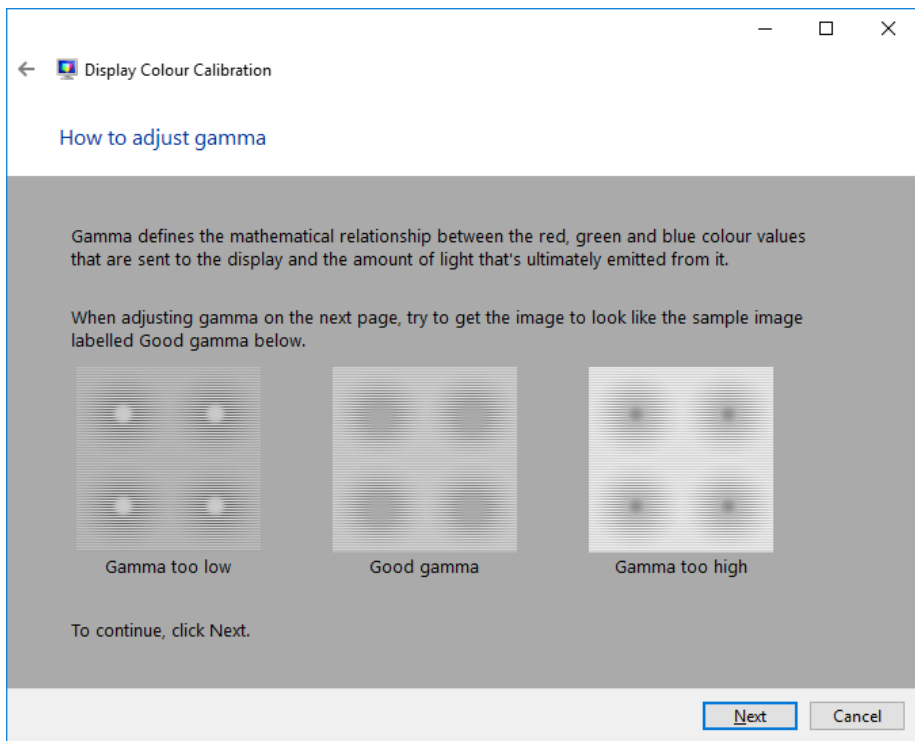 Display Colour Calibration
How to adjust gamma
Gamma defines the mathematical relationship between the red, green and blue colour values
that are sent to the display and the amount of light that's ultimately emitted from it.
When adjusting gamma on the next page, try to get the image to look like the sample image
labelled Good gamma below.
Gamma too low
Good gamma
Gamma too high
To continue, click Next.
Next
Cancel